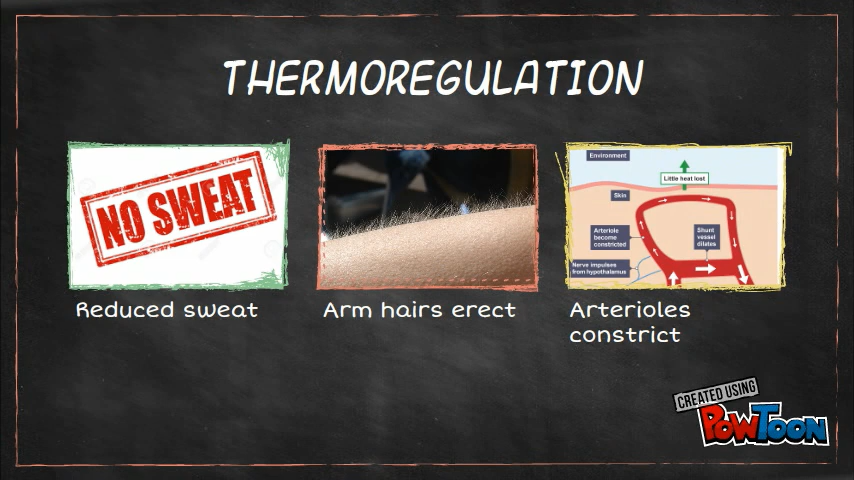 THERMOREGULATION
NO SWEAT
Reduced sweat
Arm hairs erect
Environment
Little heat lost
Skin
Arteriole
become
constricted
Shunt
vessel
dilates
Nerve impulses
from hypothalamus
Arterioles
constrict
CREATED USING
POWTOON